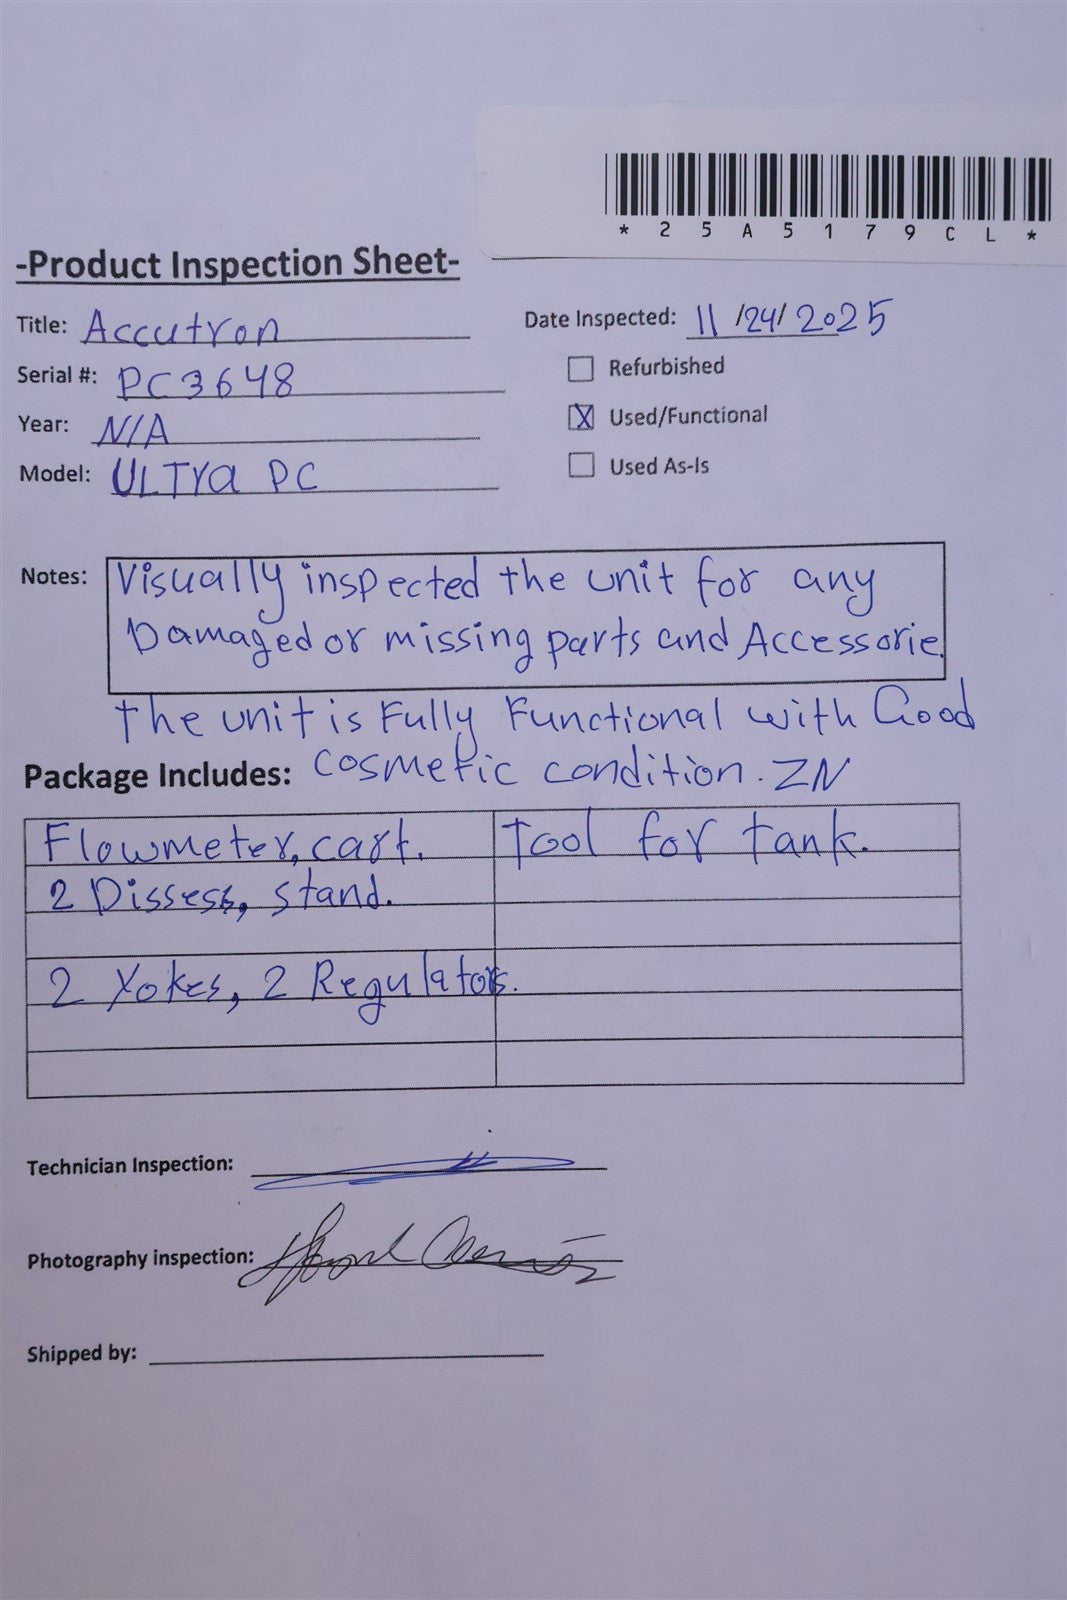 * 2 5 A 5 1 7 9 C L *
-Product Inspection Sheet-
Title: Accutron
Date Inspected: 11/24/2025
Serial #: PC3648
Refurbished
Year: N/A
X Used/Functional
Model: ULTra PC
Used As-Is
Notes: Visually inspected the unit for any
Damaged or missing parts and Accessorie.
The unit is Fully Functional with Good
cosmetic condition. ZN
Package Includes:
Flowmeter, cart. Tool for tank.
2 Disses, stand.
2 Yokes, 2 Regulators.
Technician Inspection:
Photography inspection:
Shipped by: